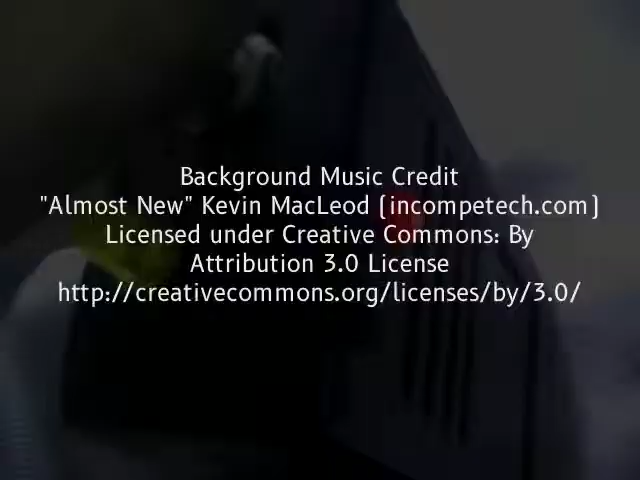 Background Music Credit
"Almost New" Kevin MacLeod (incompetech.com)
Licensed under Creative Commons: By
Attribution 3.0 License
http://creativecommons.org/licenses/by/3.0/